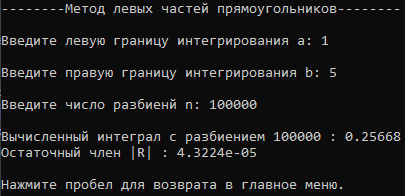 --------Метод левых частей прямоугольников--------
Введите левую границу интегрирования a: 1
Введите правую границу интегрирования b: 5
Введите число разбиенй n: 100000
Вычисленный интеграл с разбиением 100000 : 0.25668
Остаточный член |R| : 4.3224e-05
Нажмите пробел для возврата в главное меню.